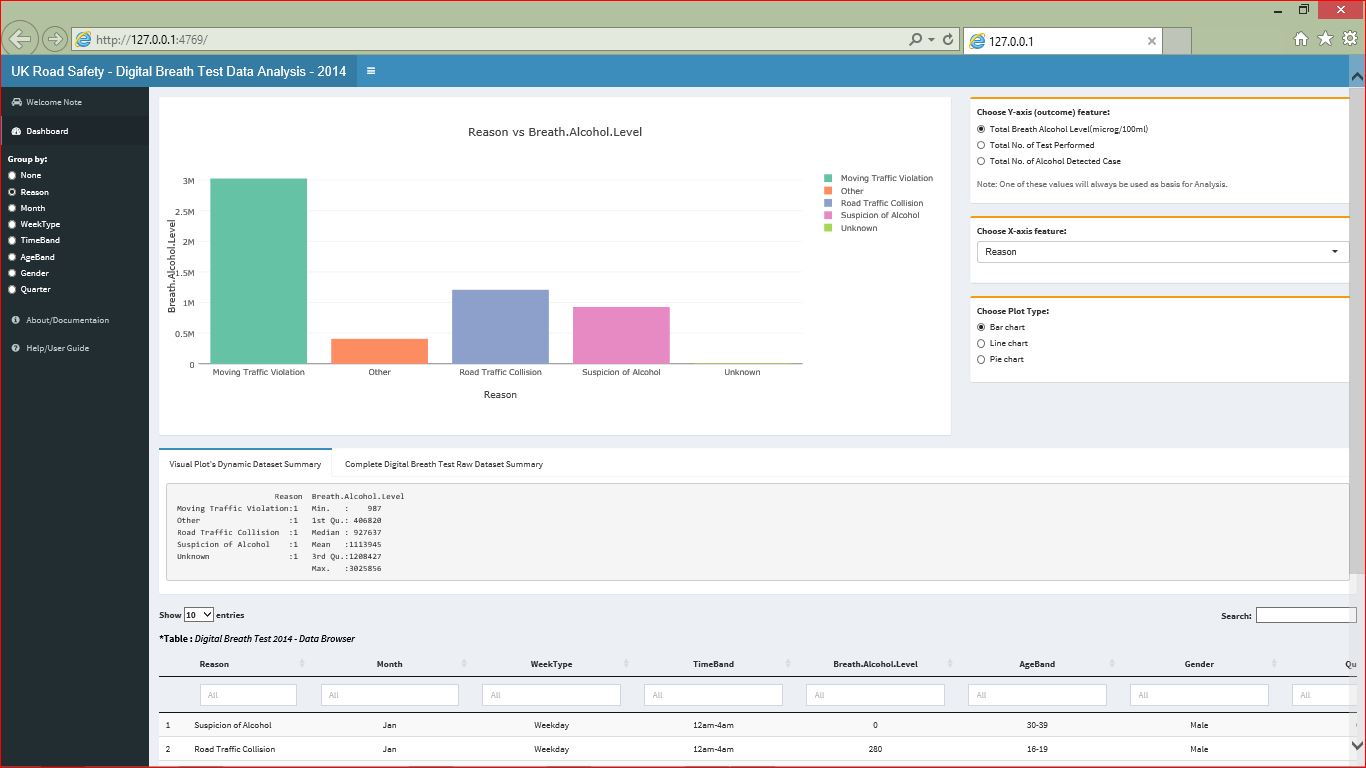 http://127.0.0.1:4769/
127.0.0.1
UK Road Safety - Digital Breath Test Data Analysis - 2014
Welcome Note
Dashboard
Group by:
None
Reason
Month
WeekType
TimeBand
AgeBand
Gender
Quarter
About/Documentaion
Help/User Guide
Reason vs Breath.Alcohol.Level
Breath.Alcohol.Level
3M
2.5M
2M
1.5M
1M
0.5M
0
Moving Traffic Violation
Other
Road Traffic Collision
Suspicion of Alcohol
Unknown
Reason
Moving Traffic Violation
Other
Road Traffic Collision
Suspicion of Alcohol
Unknown
Choose Y-axis (outcome) feature:
Total Breath Alcohol Level(microg/100ml)
Total No. of Test Performed
Total No. of Alcohol Detected Case
Note: One of these values will always be used as basis for Analysis.
Choose X-axis feature:
Reason
Choose Plot Type:
Bar chart
Line chart
Pie chart
Visual Plot's Dynamic Dataset Summary Complete Digital Breath Test Raw Dataset Summary
Reason Breath.Alcohol.Level
Moving Traffic Violation:1 Min. : 987
Other :1 1st Qu.: 406820
Road Traffic Collision :1 Median : 927637
Suspicion of Alcohol :1 Mean :1113945
Unknown :1 3rd Qu.:1208427
Max. :3025856
Show 10 entries
Search:
*Table : Digital Breath Test 2014 - Data Browser
Reason Month WeekType TimeBand Breath.Alcohol.Level AgeBand Gender Qu
All All All All All All All All
1 Suspicion of Alcohol Jan Weekday 12am-4am 0 30-39 Male
2 Road Traffic Collision Jan Weekday 12am-4am 280 16-19 Male